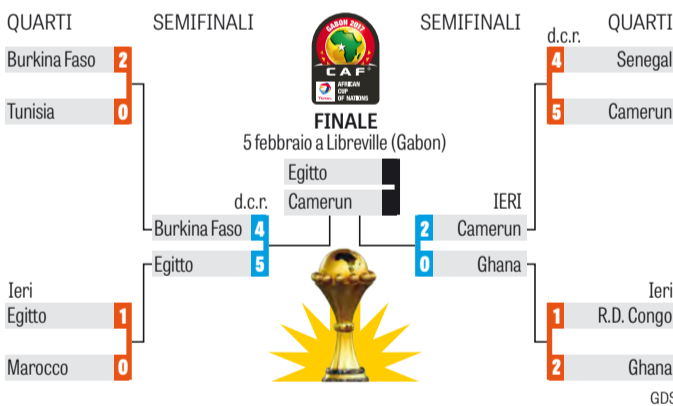 QUARTI
SEMIFINALI
GABON 2017
CAF
TOTAL
AFRICAN
CUP
OF NATIONS
SEMIFINALI
QUARTI
Burkina Faso 2
Tunisia 0
d.c.r.
4 Senegal
5 Camerun
FINALE
5 febbraio a Libreville (Gabon)
Egitto
Camerun
d.c.r.
Burkina Faso 4
Egitto 5
IERI
2 Camerun
0 Ghana
Ieri
Egitto 1
Marocco 0
Ieri
1 R.D. Congo
2 Ghana
GDS